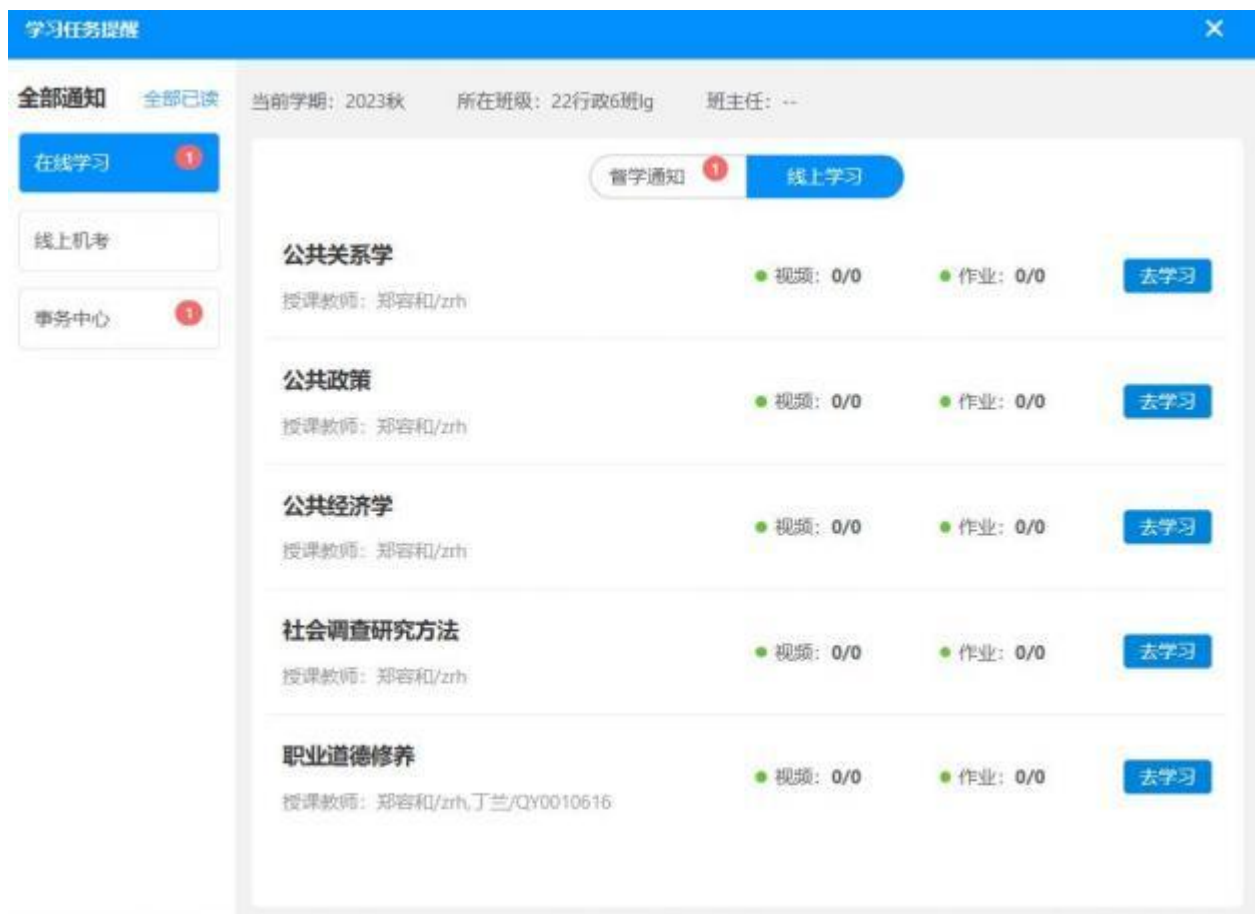 学习任务提醒
全部通知 全部已读
当前学期：2023秋 所在班级：22行政6班lg 班主任：--
在线学习 1
督学通知 1 线上学习
线上机考
事务中心 1
公共关系学
授课教师：郑容和/zrh
视频：0/0 作业：0/0 去学习
公共政策
授课教师：郑容和/zrh
视频：0/0 作业：0/0 去学习
公共经济学
授课教师：郑容和/zrh
视频：0/0 作业：0/0 去学习
社会调查研究方法
授课教师：郑容和/zrh
视频：0/0 作业：0/0 去学习
职业道德修养
授课教师：郑容和/zrh,丁兰/QY0010616
视频：0/0 作业：0/0 去学习